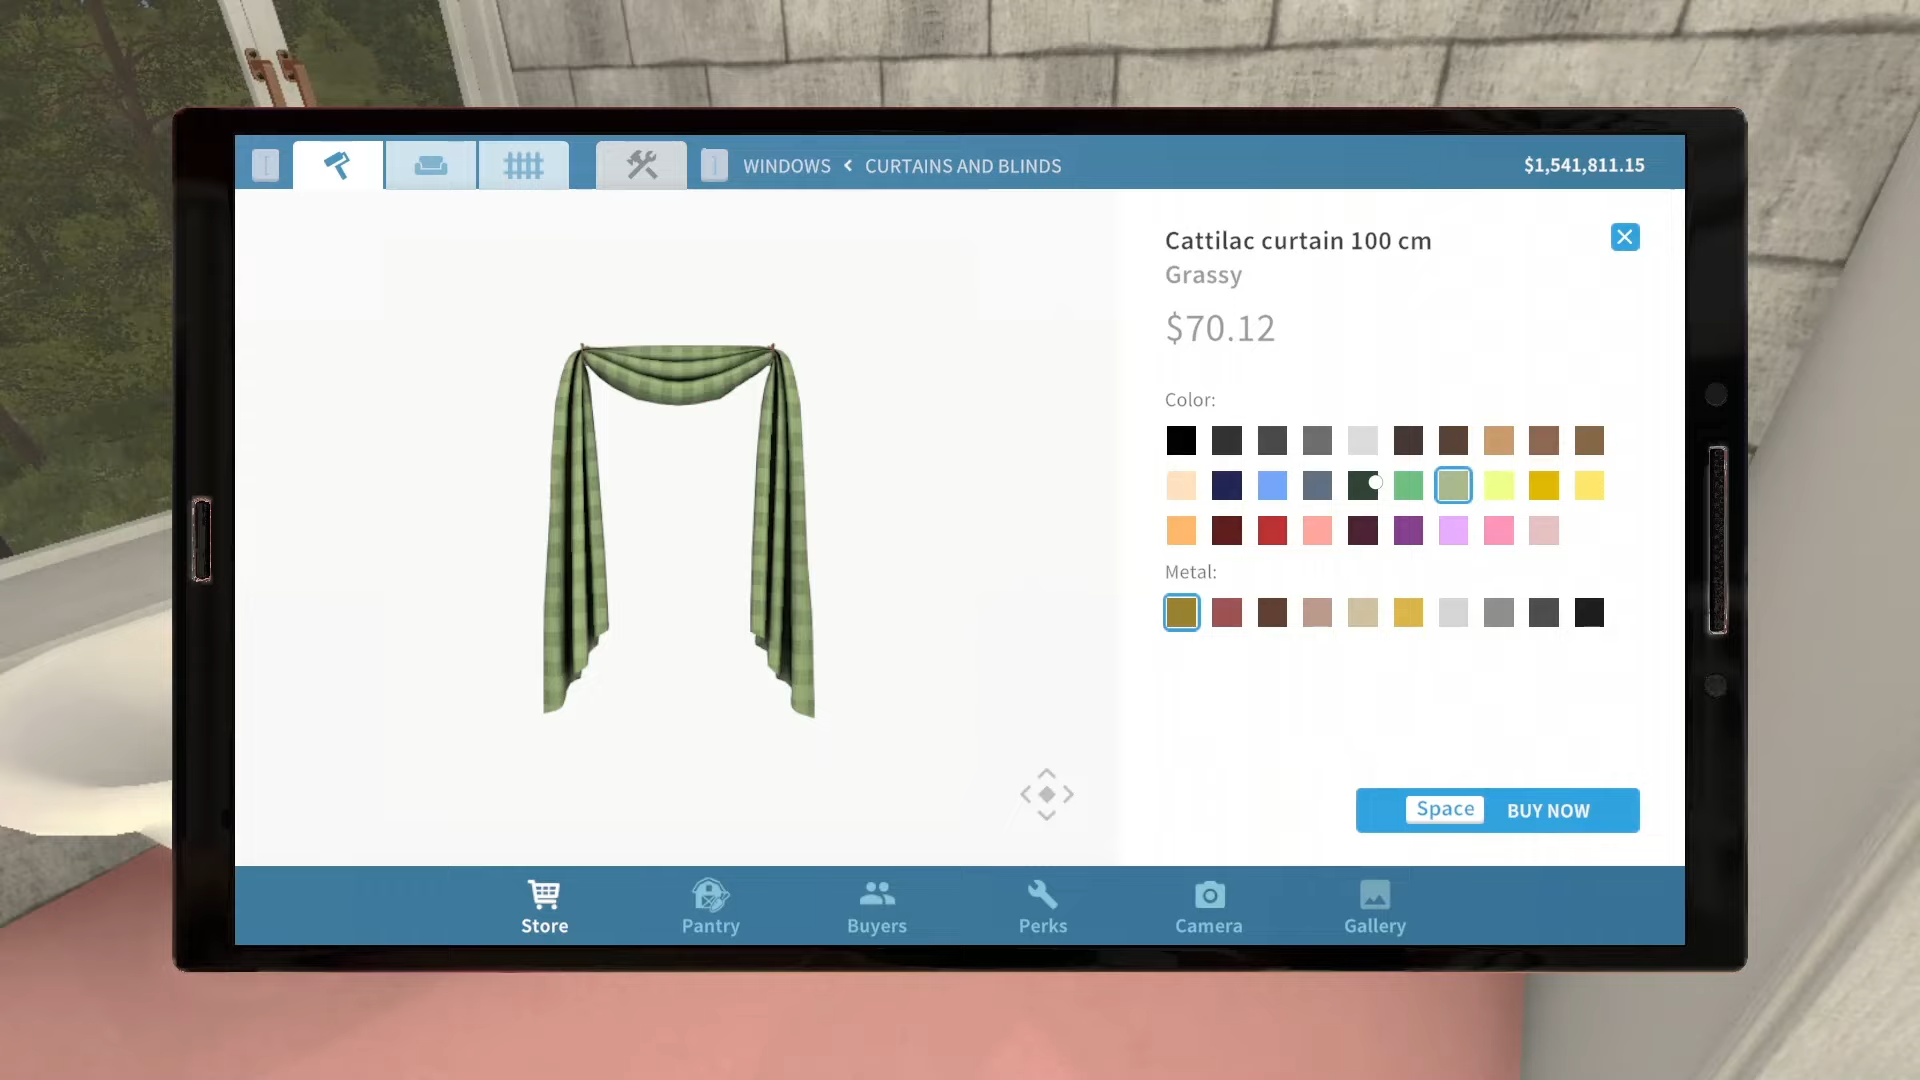 [
] WINDOWS < CURTAINS AND BLINDS
$1,541,811.15
Cattilac curtain 100 cm
Grassy
$70.12
Color:
Metal:
Space BUY NOW
Store Pantry Buyers Perks Camera Gallery